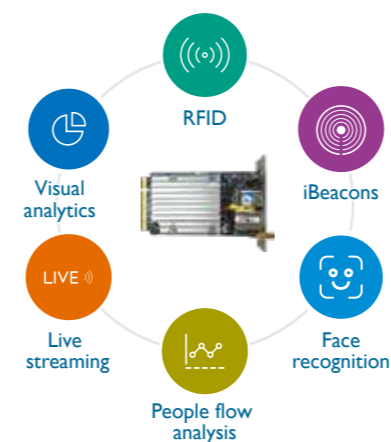 RFID
iBeacons
Face
recognition
People flow
analysis
LIVE
Live
streaming
Visual
analytics